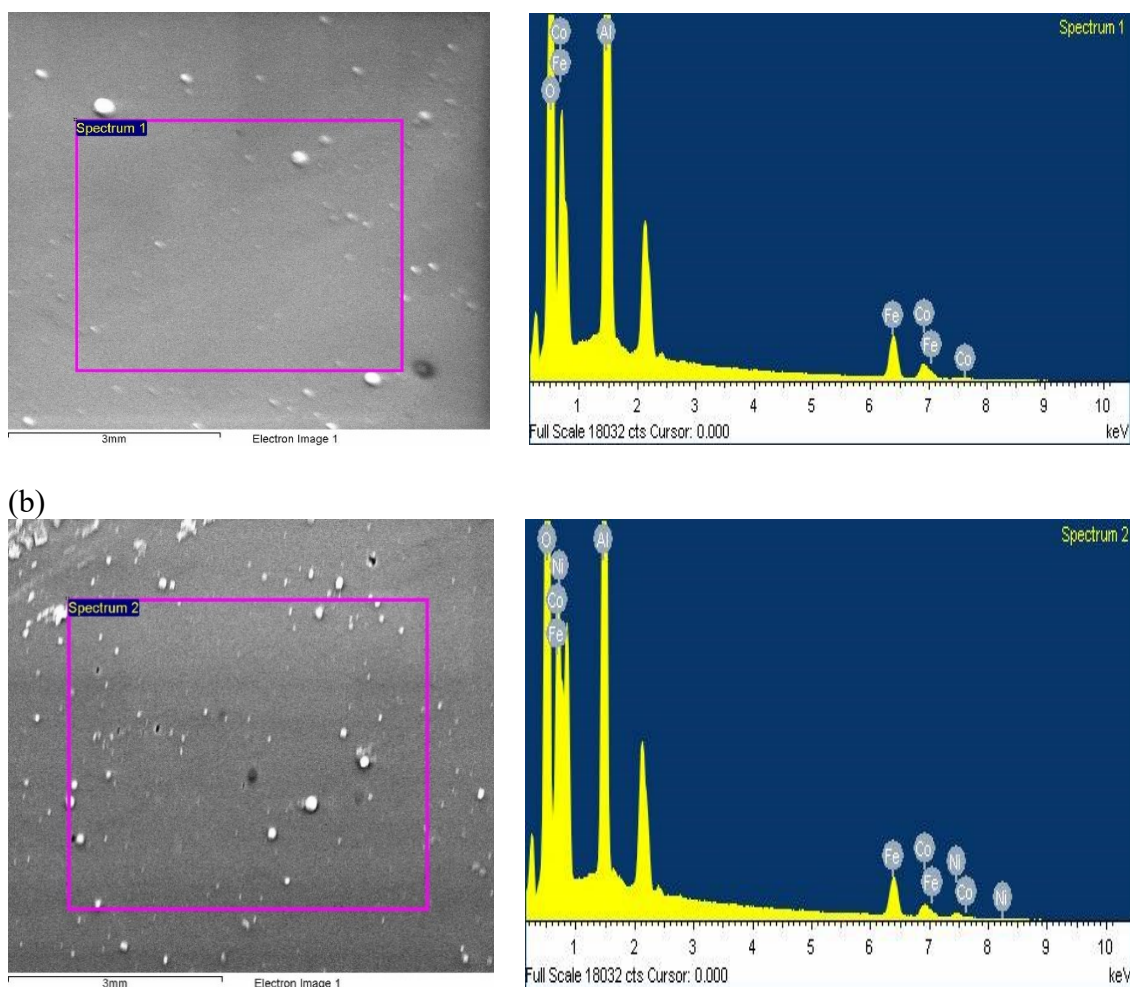 Spectrum 1
3mm Electron Image 1
Spectrum 1
Co
Al
Fe
O
Fe
Co
Fe
Co
1 2 3 4 5 6 7 8 9 10
Full Scale 18032 cts Cursor: 0.000 keV
(b)
Spectrum 2
3mm Electron Image 1
Spectrum 2
O
Al
Ni
Co
Fe
Fe
Co
Ni
Fe
Co
Ni
1 2 3 4 5 6 7 8 9 10
Full Scale 18032 cts Cursor: 0.000 keV